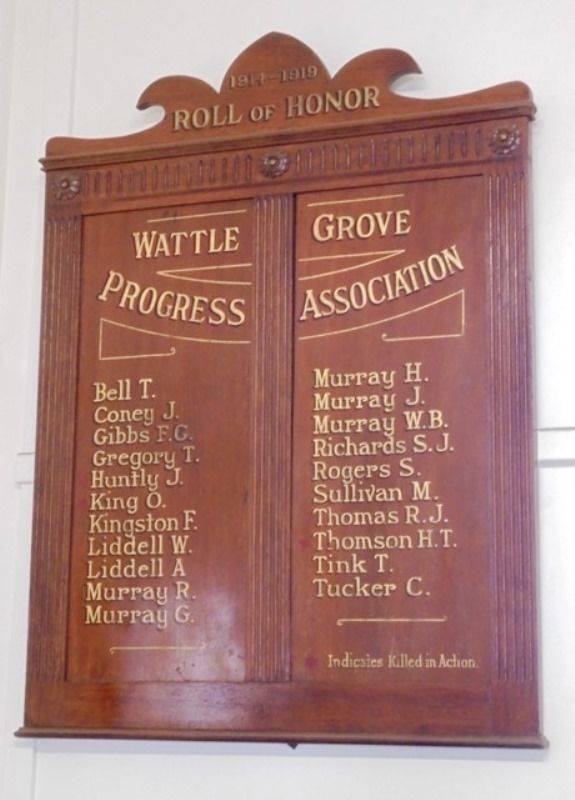 1914-1919
ROLL OF HONOR
WATTLE GROVE
PROGRESS ASSOCIATION
Bell T.
Coney J.
Gibbs F.G.
Gregory T.
Huntly J.
King O.
Kingston F.
Liddell W.
Liddell A
Murray R.
Murray G.
Murray H.
Murray J.
Murray W.B.
Richards S.J.
Rogers S.
Sullivan M.
Thomas R.J.
Thomson H.T.
Tink T.
Tucker C.
Indicates Killed in Action.